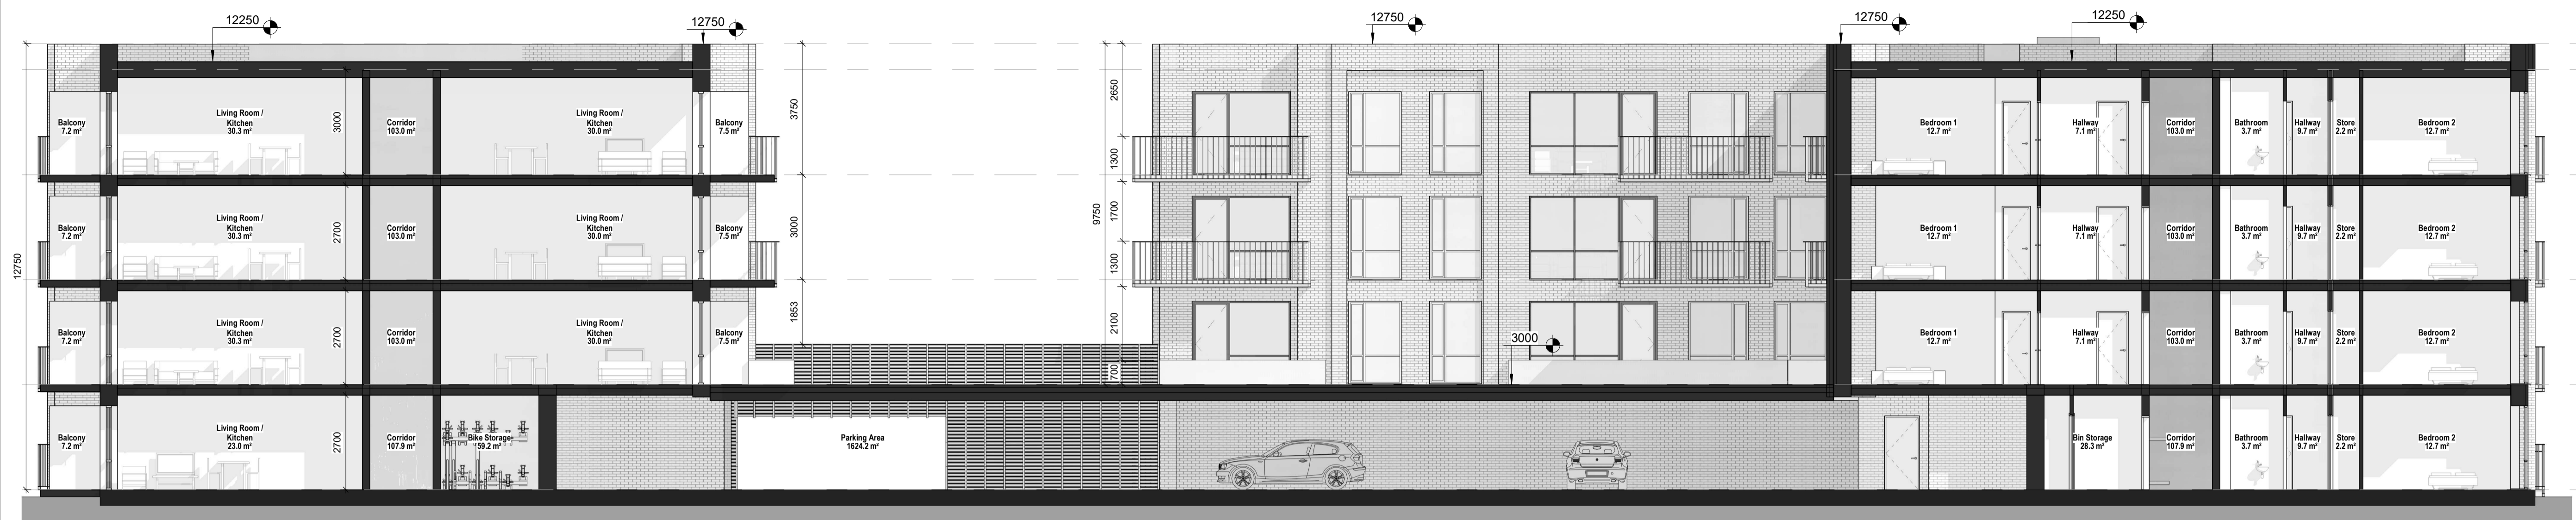 12250
12750
12750
12750
12250
Balcony
7.2 m²
Living Room /
Kitchen
30.3 m²
3000
Corridor
103.0 m²
Living Room /
Kitchen
30.0 m²
Balcony
7.5 m²
3750
2650
1300
Bedroom 1
12.7 m²
Hallway
7.1 m²
Corridor
103.0 m²
Bathroom
3.7 m²
Hallway
9.7 m²
Store
2.2 m²
Bedroom 2
12.7 m²
12750
Balcony
7.2 m²
Living Room /
Kitchen
30.3 m²
2700
Corridor
103.0 m²
Living Room /
Kitchen
30.0 m²
Balcony
7.5 m²
3000
9750
1700
1300
Bedroom 1
12.7 m²
Hallway
7.1 m²
Corridor
103.0 m²
Bathroom
3.7 m²
Hallway
9.7 m²
Store
2.2 m²
Bedroom 2
12.7 m²
Balcony
7.2 m²
Living Room /
Kitchen
30.3 m²
2700
Corridor
103.0 m²
Living Room /
Kitchen
30.0 m²
Balcony
7.5 m²
1853
2100
700
3000
Bedroom 1
12.7 m²
Hallway
7.1 m²
Corridor
103.0 m²
Bathroom
3.7 m²
Hallway
9.7 m²
Store
2.2 m²
Bedroom 2
12.7 m²
Balcony
7.2 m²
Living Room /
Kitchen
23.0 m²
2700
Corridor
107.9 m²
Bike Storage
59.2 m²
Parking Area
1624.2 m²
Bin Storage
28.3 m²
Corridor
107.9 m²
Bathroom
3.7 m²
Hallway
9.7 m²
Store
2.2 m²
Bedroom 2
12.7 m²